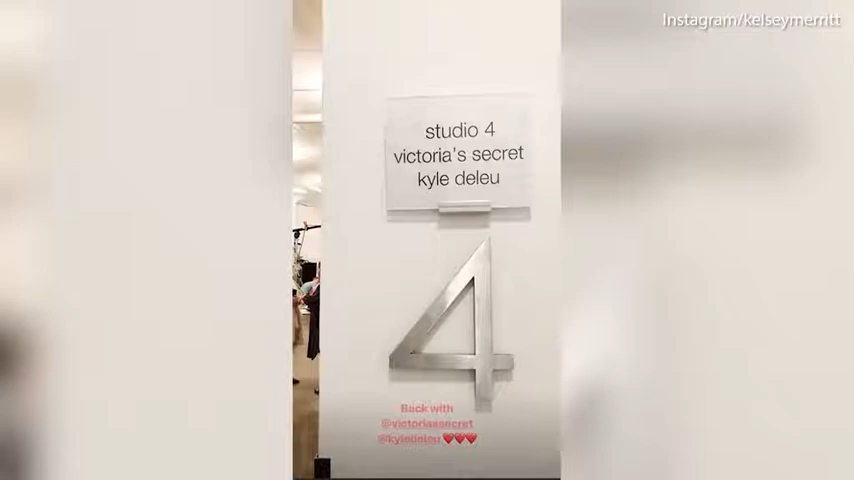 Instagram/kelseymerritt
studio 4
victoria's secret
kyle deleu
4
Back with
@victoriassecret
@kyledeleu ❤️❤️❤️